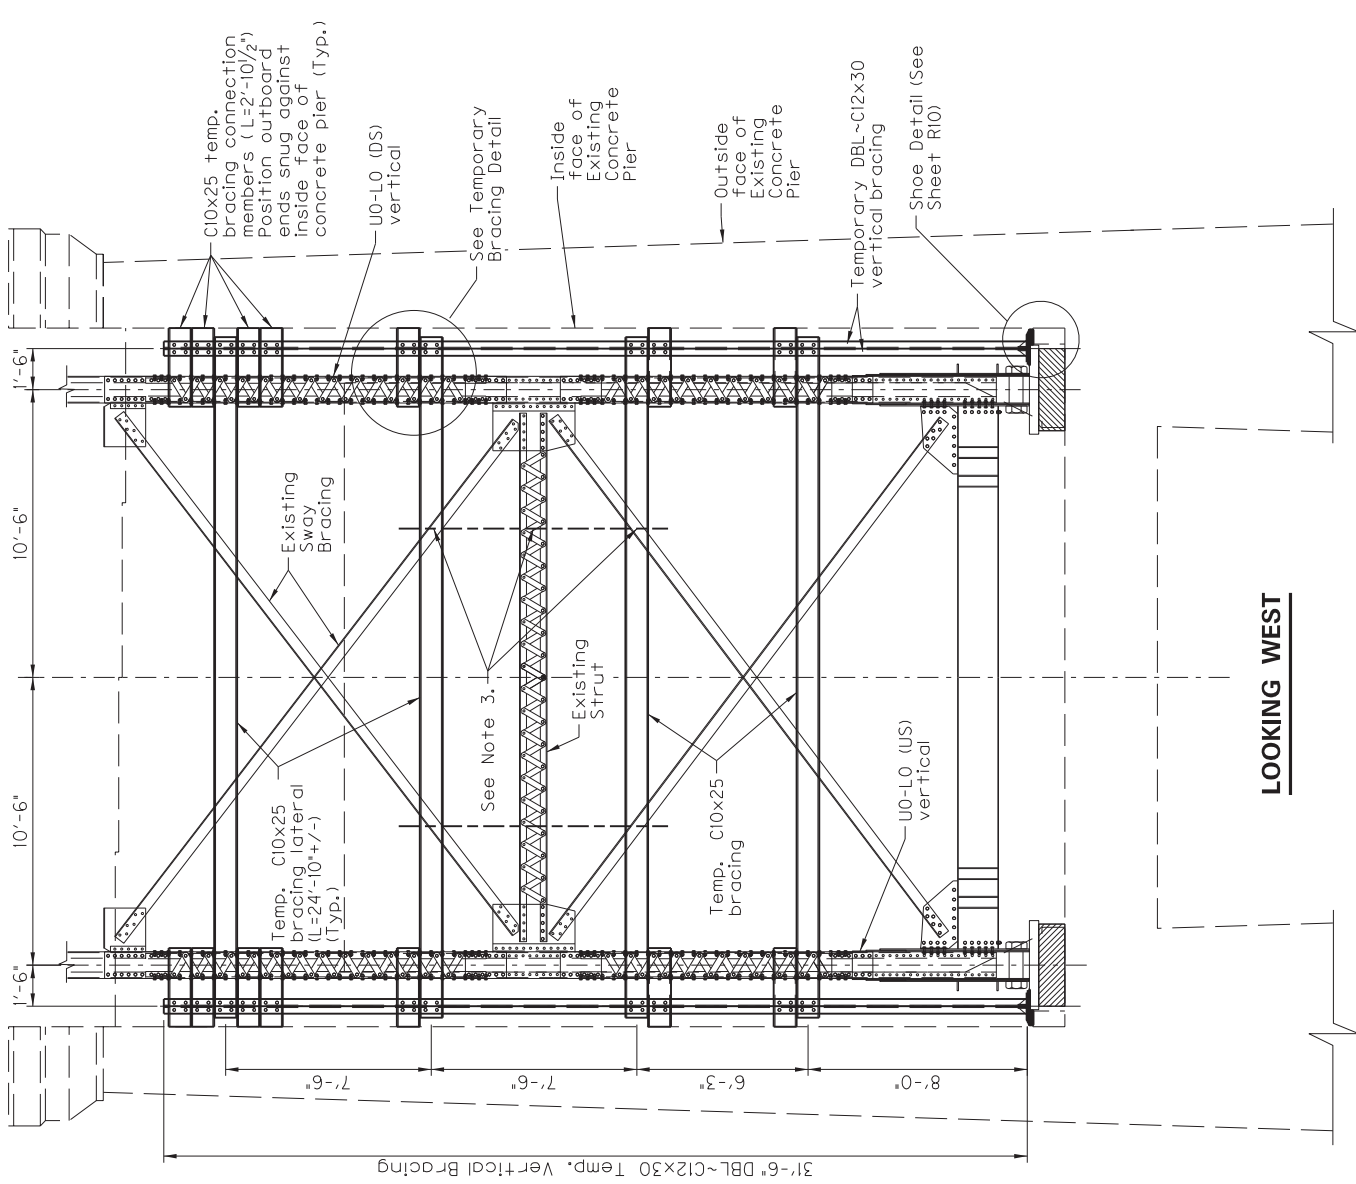 C10x25 temp.
bracing connection
members (L=2'-10½")
Position outboard
ends snug against
inside face of
concrete pier (Typ.)
U0-L0 (DS)
vertical
See Temporary
Bracing Detail
Inside
face of
Existing
Concrete
Pier
Outside
face of
Existing
Concrete
Pier
Temporary DBL~C12x30
vertical bracing
Shoe Detail (See
Sheet R10)
1'-6"
10'-6"
10'-6"
1'-6"
Existing
Sway
Bracing
See Note 3.
Existing
Strut
Temp. C10x25
bracing lateral
(L=24'-10"+/-)
(Typ.)
Temp. C10x25
bracing
U0-L0 (US)
vertical
7'-6"
7'-6"
6'-3"
8'-0"
31'-6" DBL~C12x30 Temp. Vertical Bracing
LOOKING WEST